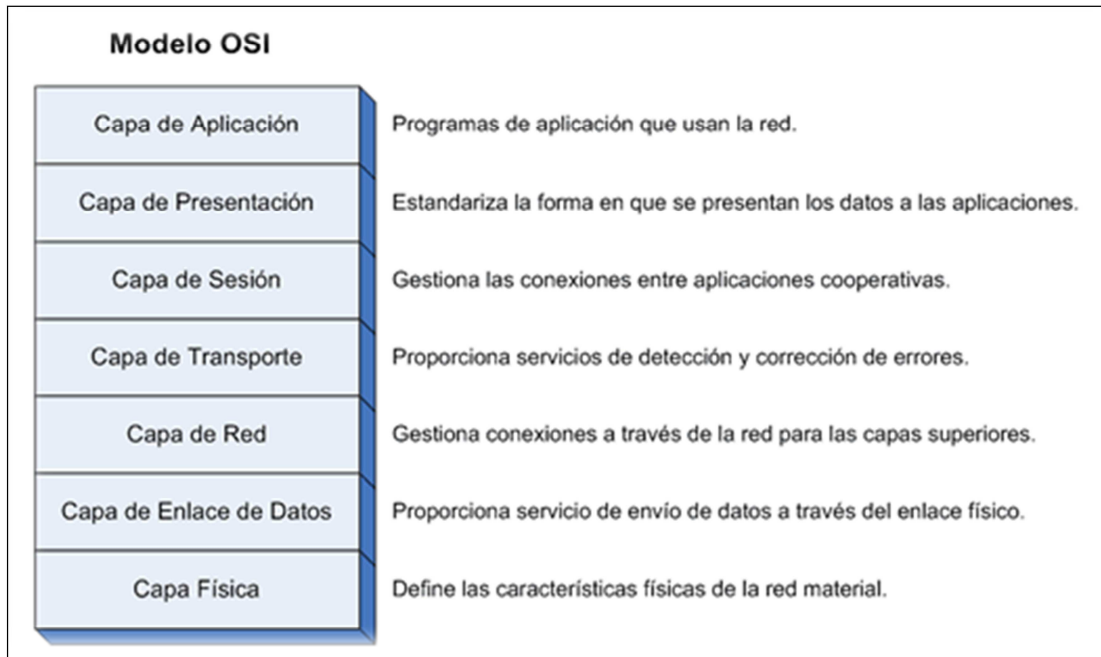 Modelo OSI
Capa de Aplicación
Programas de aplicación que usan la red.
Capa de Presentación
Estandariza la forma en que se presentan los datos a las aplicaciones.
Capa de Sesión
Gestiona las conexiones entre aplicaciones cooperativas.
Capa de Transporte
Proporciona servicios de detección y corrección de errores.
Capa de Red
Gestiona conexiones a través de la red para las capas superiores.
Capa de Enlace de Datos
Proporciona servicio de envío de datos a través del enlace físico.
Capa Física
Define las características físicas de la red material.